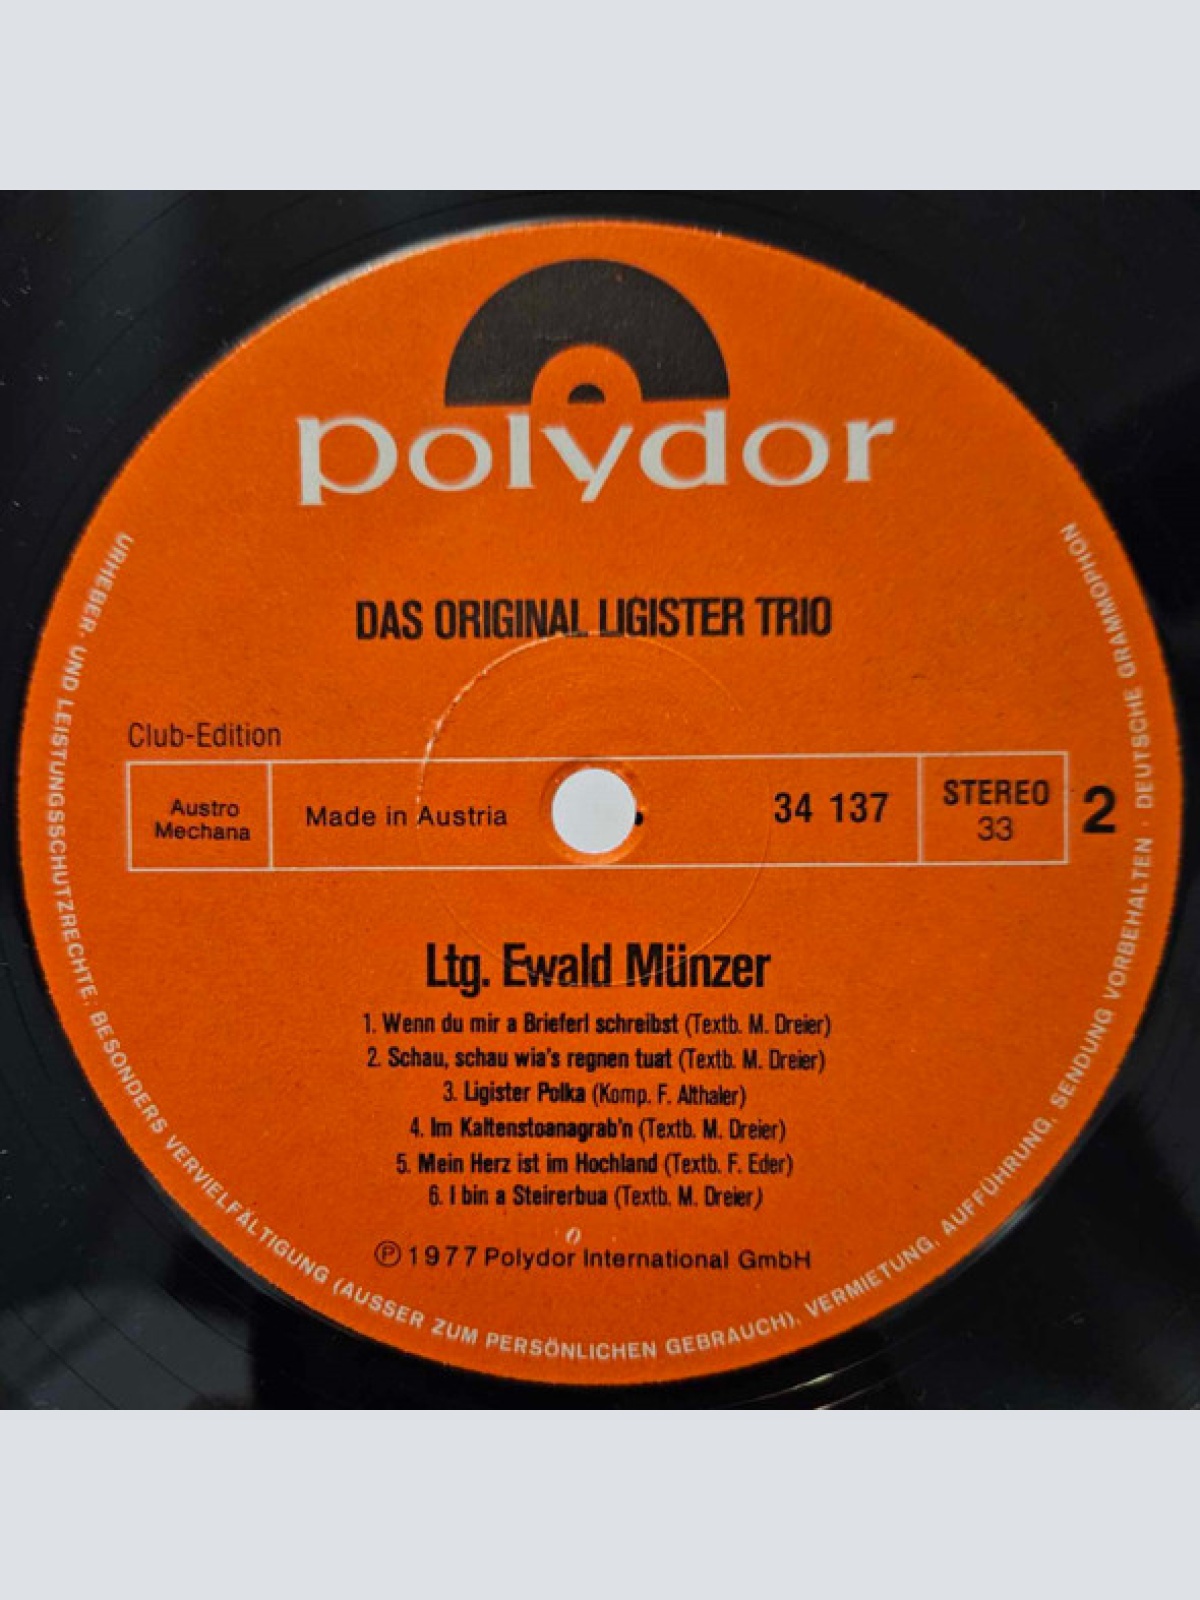 polydor
DAS ORIGINAL LIGISTER TRIO
Club-Edition
Austro
Mechana
Made in Austria
34 137
STEREO
33
2
Ltg. Ewald Münzer
1. Wenn du mir a Brieferl schreibst (Textb. M. Dreier)
2. Schau, schau wia's regnen tuat (Textb. M. Dreier)
3. Ligister Polka (Komp. F. Althaler)
4. Im Kaltenstoanagrab'n (Textb. M. Dreier)
5. Mein Herz ist im Hochland (Textb. F. Eder)
6. I bin a Steirerbua (Textb. M. Dreier)
℗ 1977 Polydor International GmbH
URHEBER- UND LEISTUNGSSCHUTZRECHTE, BESONDERS VERVIELFÄLTIGUNG (AUSSER ZUM PERSÖNLICHEN GEBRAUCH), VERMIETUNG, AUFFÜHRUNG, SENDUNG VORBEHALTEN · DEUTSCHE GRAMMOPHON